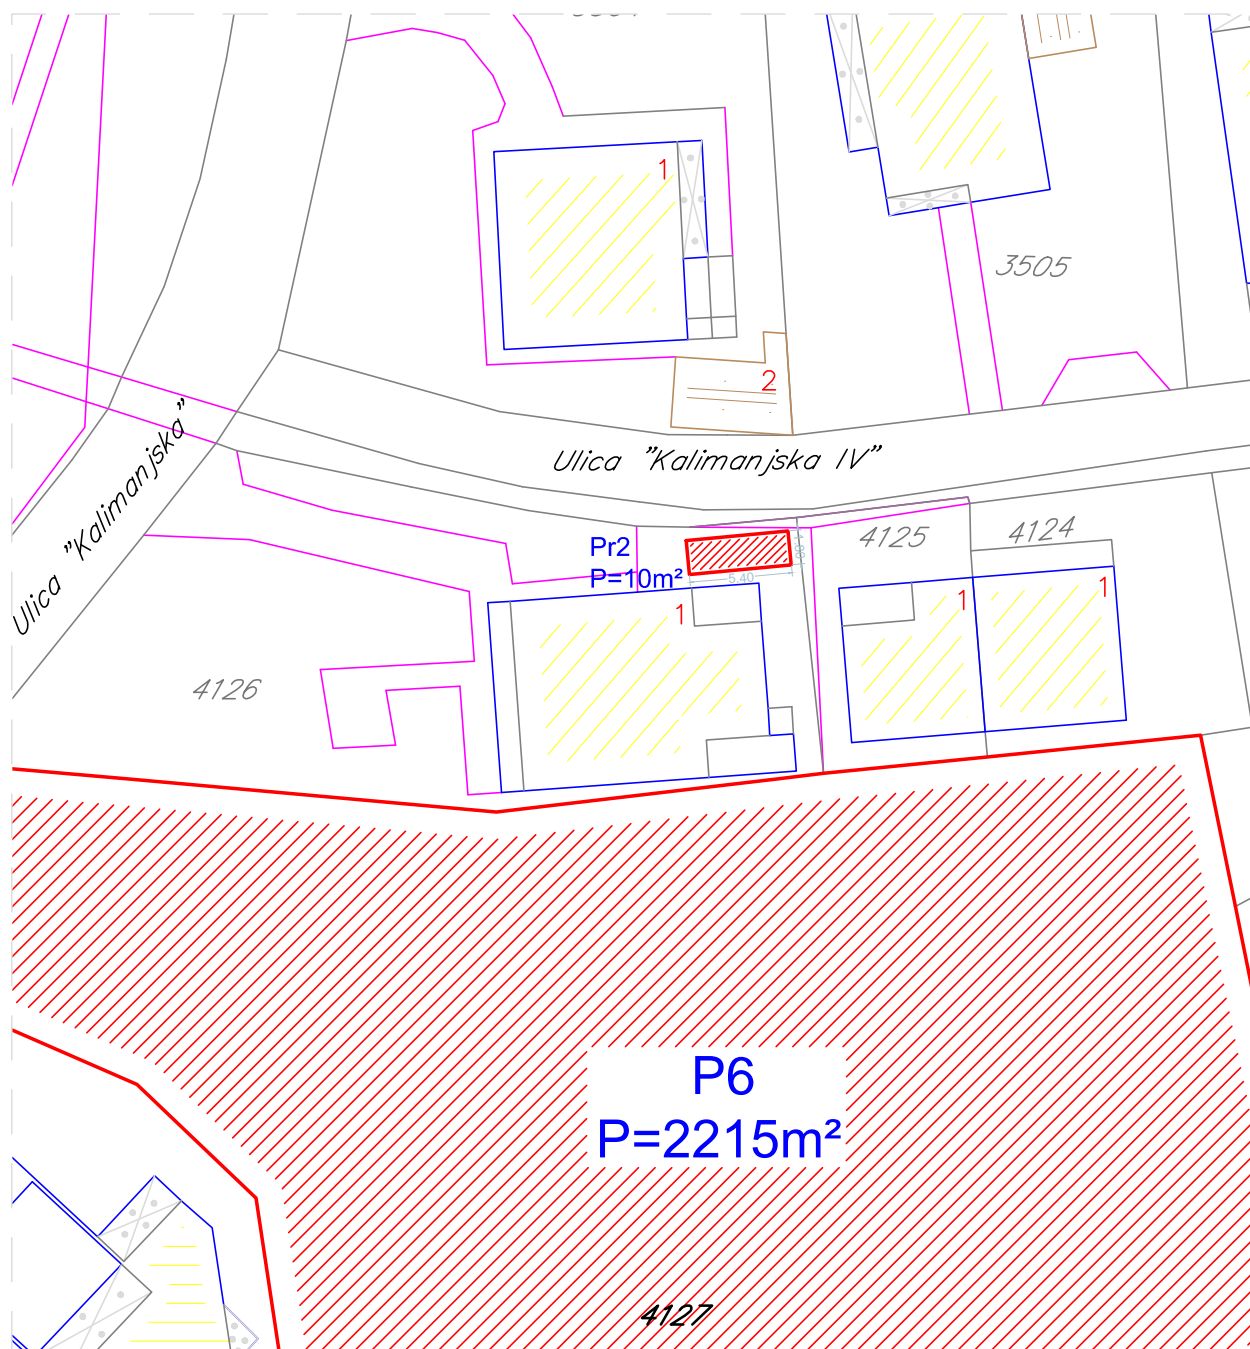 1
3505
2
Ulica "Kalimanjska"
Ulica "Kalimanjska IV"
4125
4124
Pr2
P=10m²
5.40
1
1
1
4126
P6
P=2215m²
4127